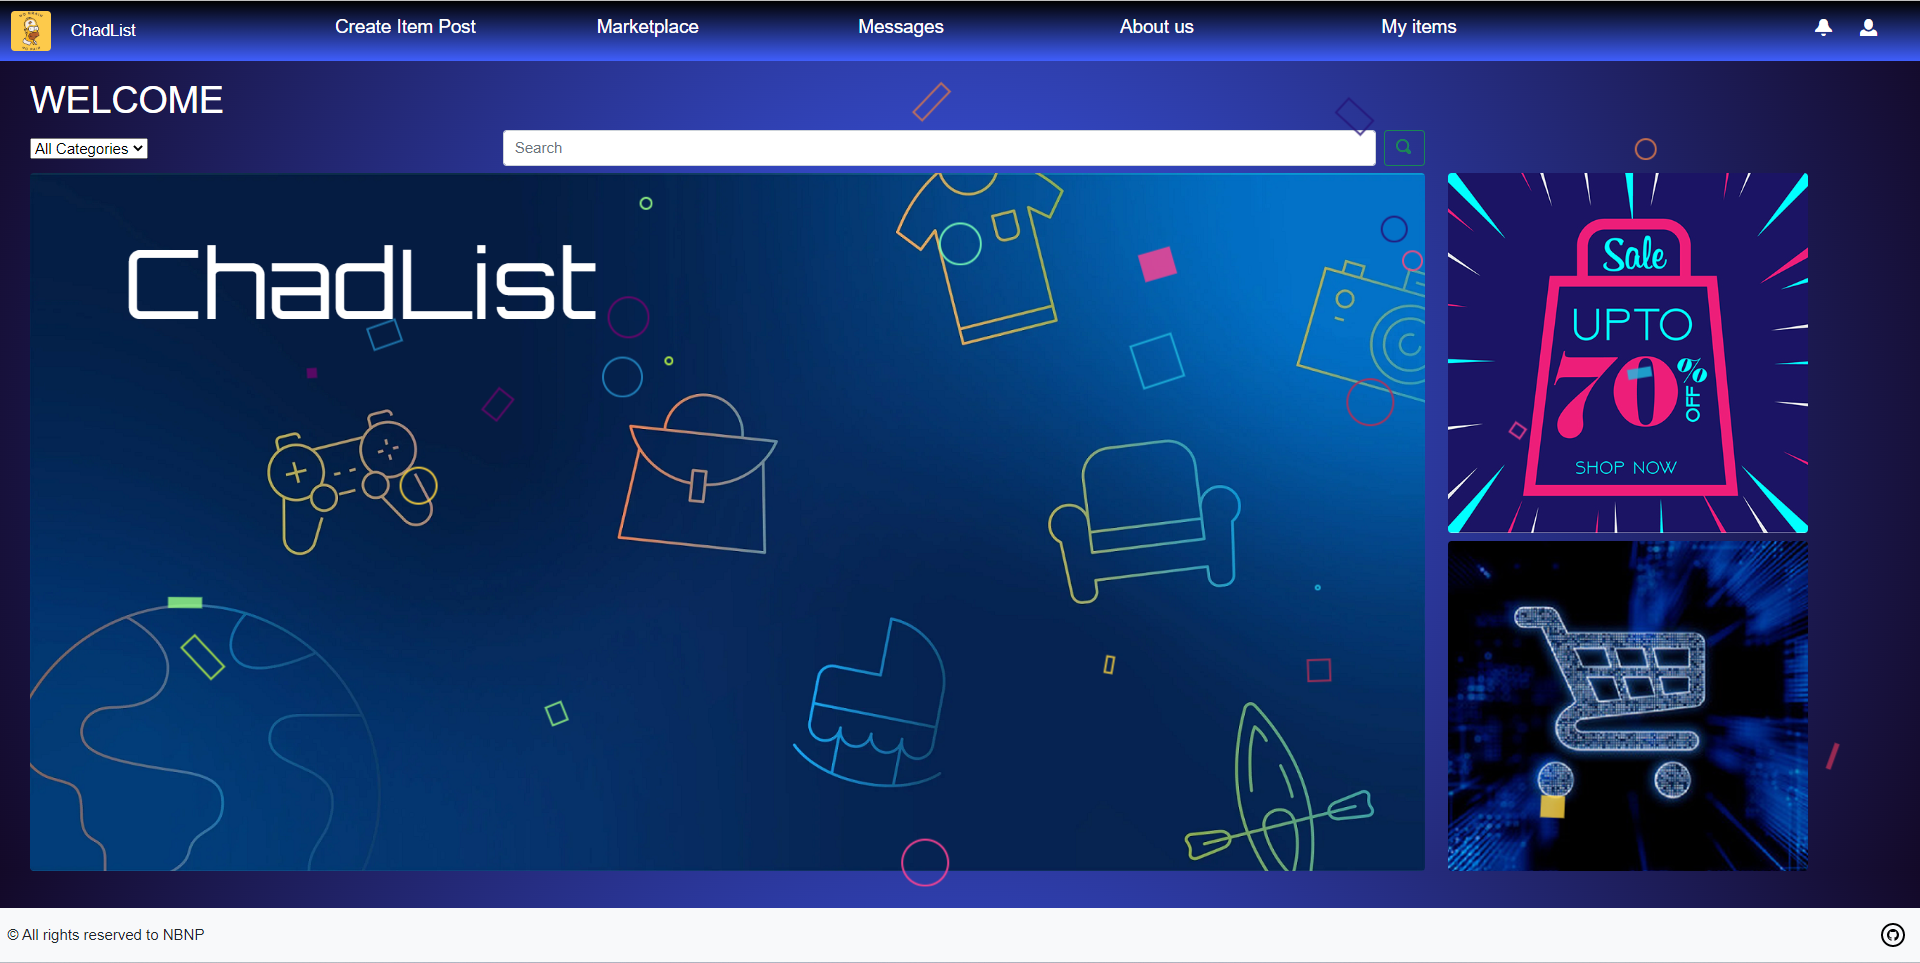 ChadList
Create Item Post
Marketplace
Messages
About us
My items
WELCOME
All Categories
Search
ChadList
Sale
UPTO
70%
OFF
SHOP NOW
© All rights reserved to NBNP